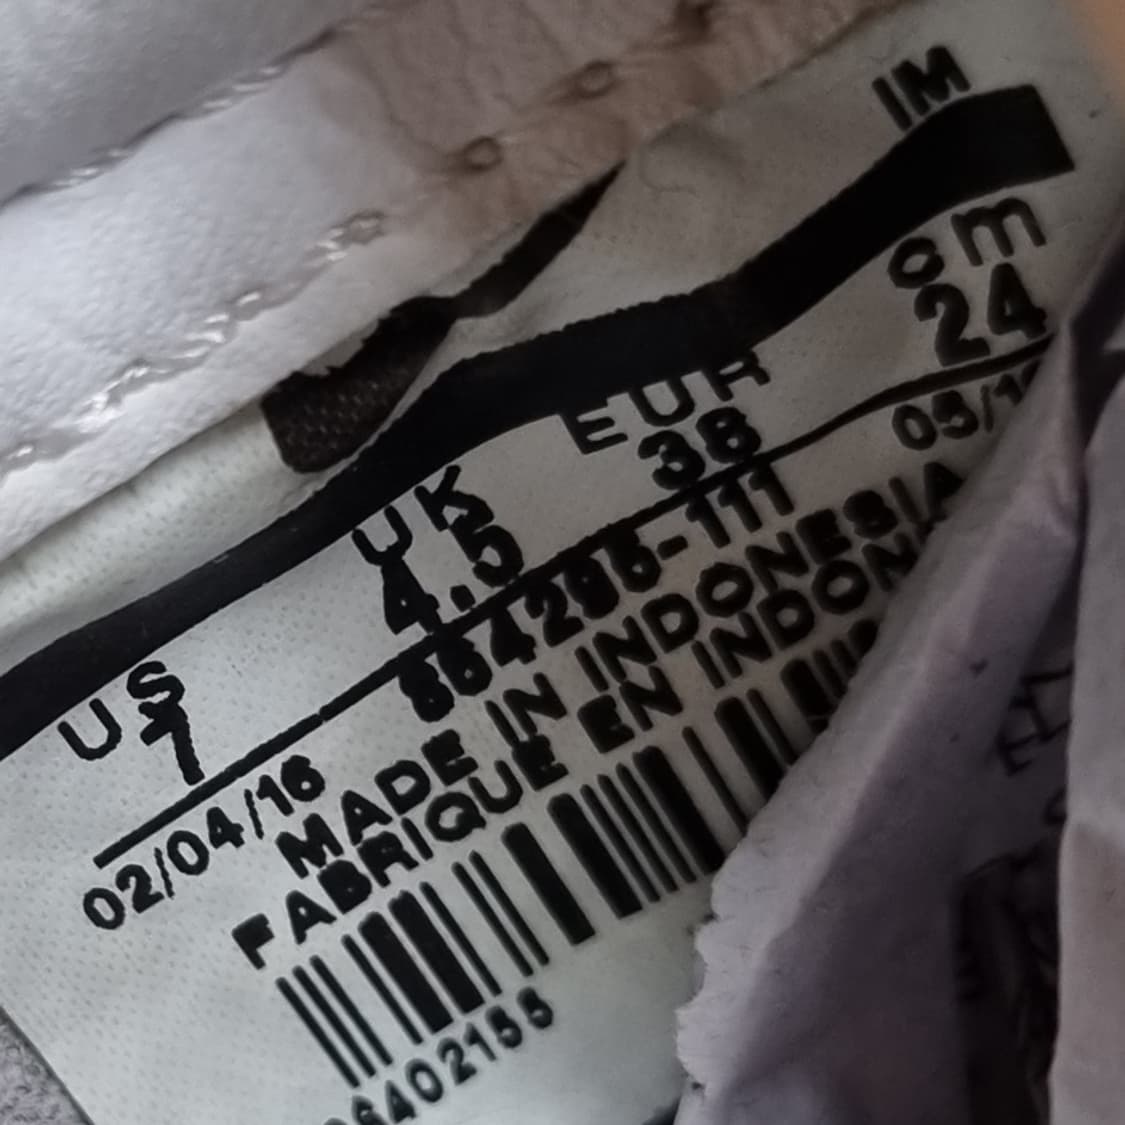 IM
US UK EUR cm
7 4.5 38 24
02/04/16 05/1
MADE IN INDONESIA
FABRIQUE EN INDON